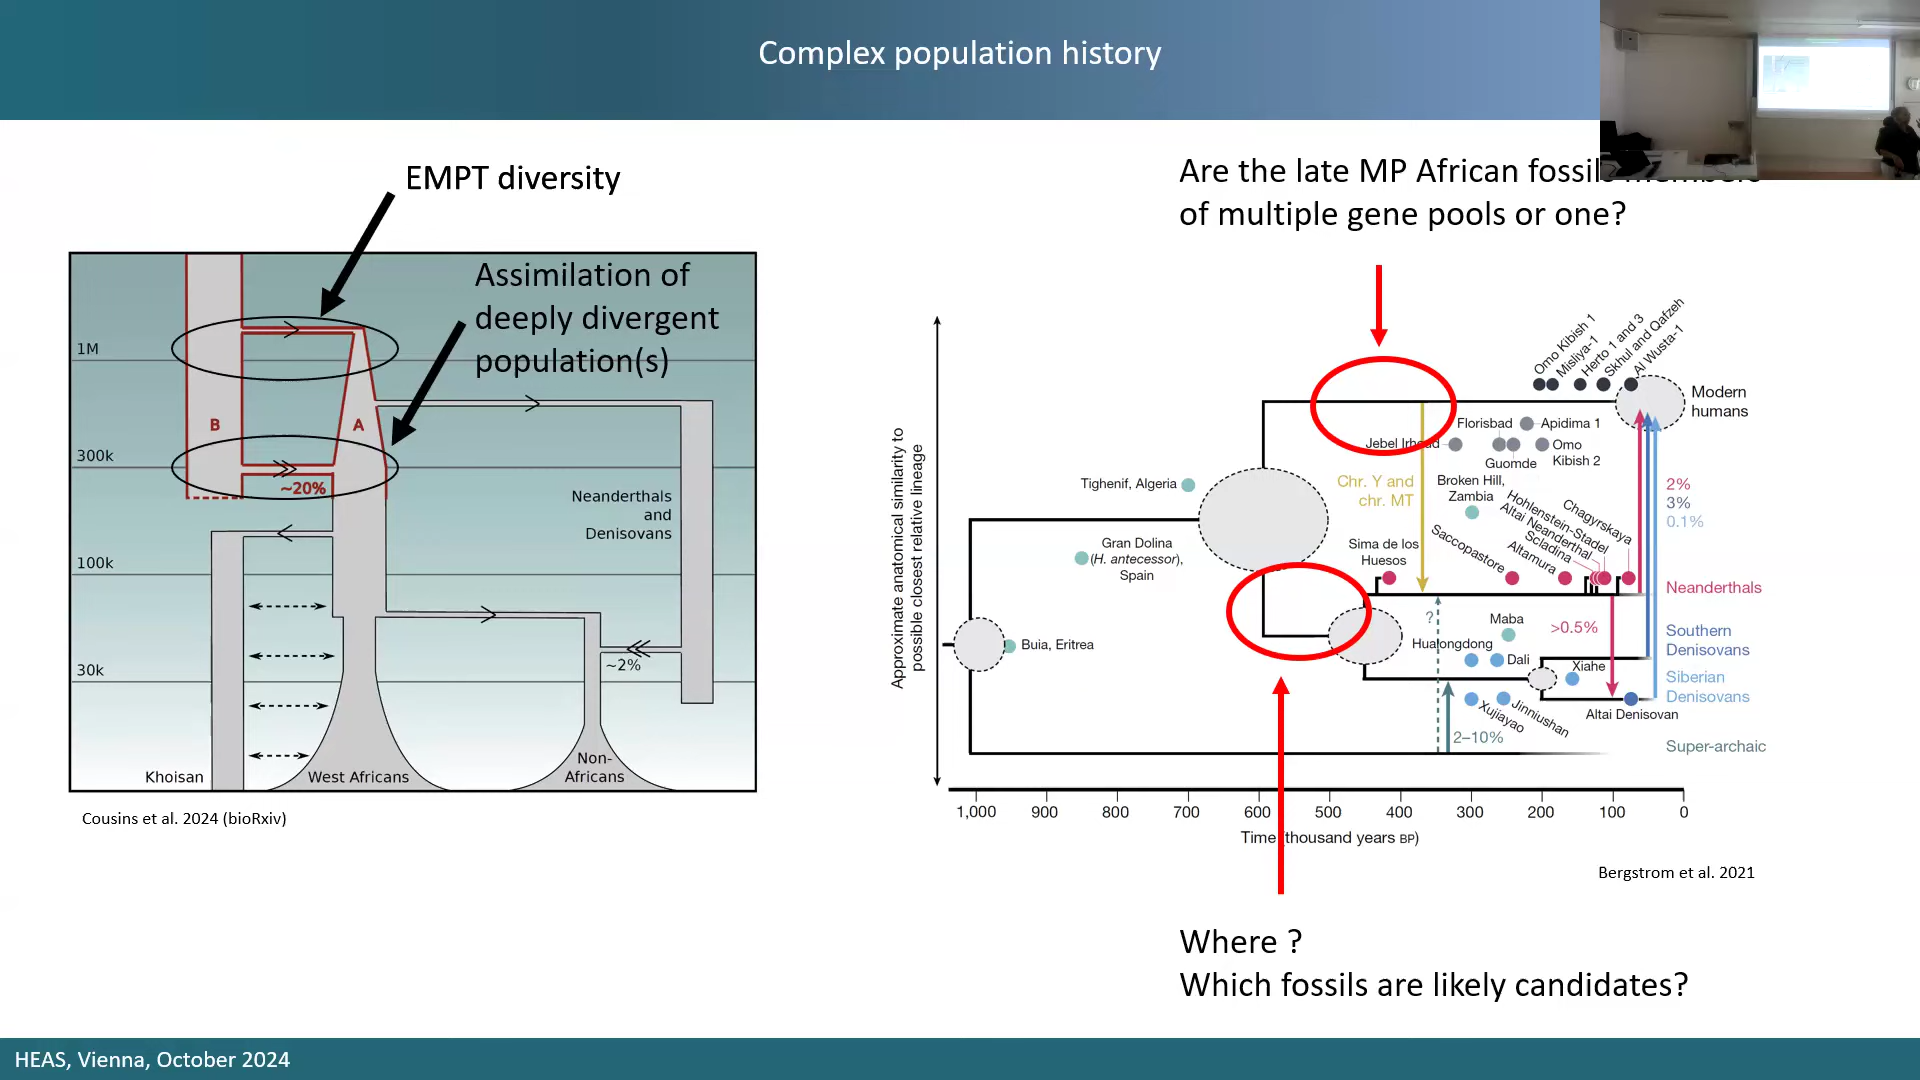 Complex population history
EMPT diversity
Assimilation of
deeply divergent
population(s)
1M
B
A
300k
~20%
Neanderthals
and
Denisovans
100k
30k
~2%
Khoisan
West Africans
Non-
Africans
Cousins et al. 2024 (bioRxiv)
Are the late MP African fossil
of multiple gene pools or one?
Approximate anatomical similarity to
possible closest relative lineage
Omo Kibish 1
Misliya-1
Herto 1 and 3
Skhul and Qafzeh
Al Wusta-1
Modern
humans
Florisbad
Apidima 1
Jebel Irhoud
Guomde
Omo
Kibish 2
Tighenif, Algeria
Chr. Y and
chr. MT
Broken Hill,
Zambia
2%
3%
0.1%
Gran Dolina
(H. antecessor),
Spain
Sima de los
Huesos
Saccopastore
Altamura
Scladina
Altai Neanderthal
Hohlenstein-Stadel
Chagyrskaya
Neanderthals
?
Maba
>0.5%
Buia, Eritrea
Hualongdong
Dali
Xiahe
Southern
Denisovans
Siberian
Denisovans
Xujiayao
Jinniushan
Altai Denisovan
2–10%
Super-archaic
1,000 900 800 700 600 500 400 300 200 100 0
Time (thousand years BP)
Bergstrom et al. 2021
Where ?
Which fossils are likely candidates?
HEAS, Vienna, October 2024